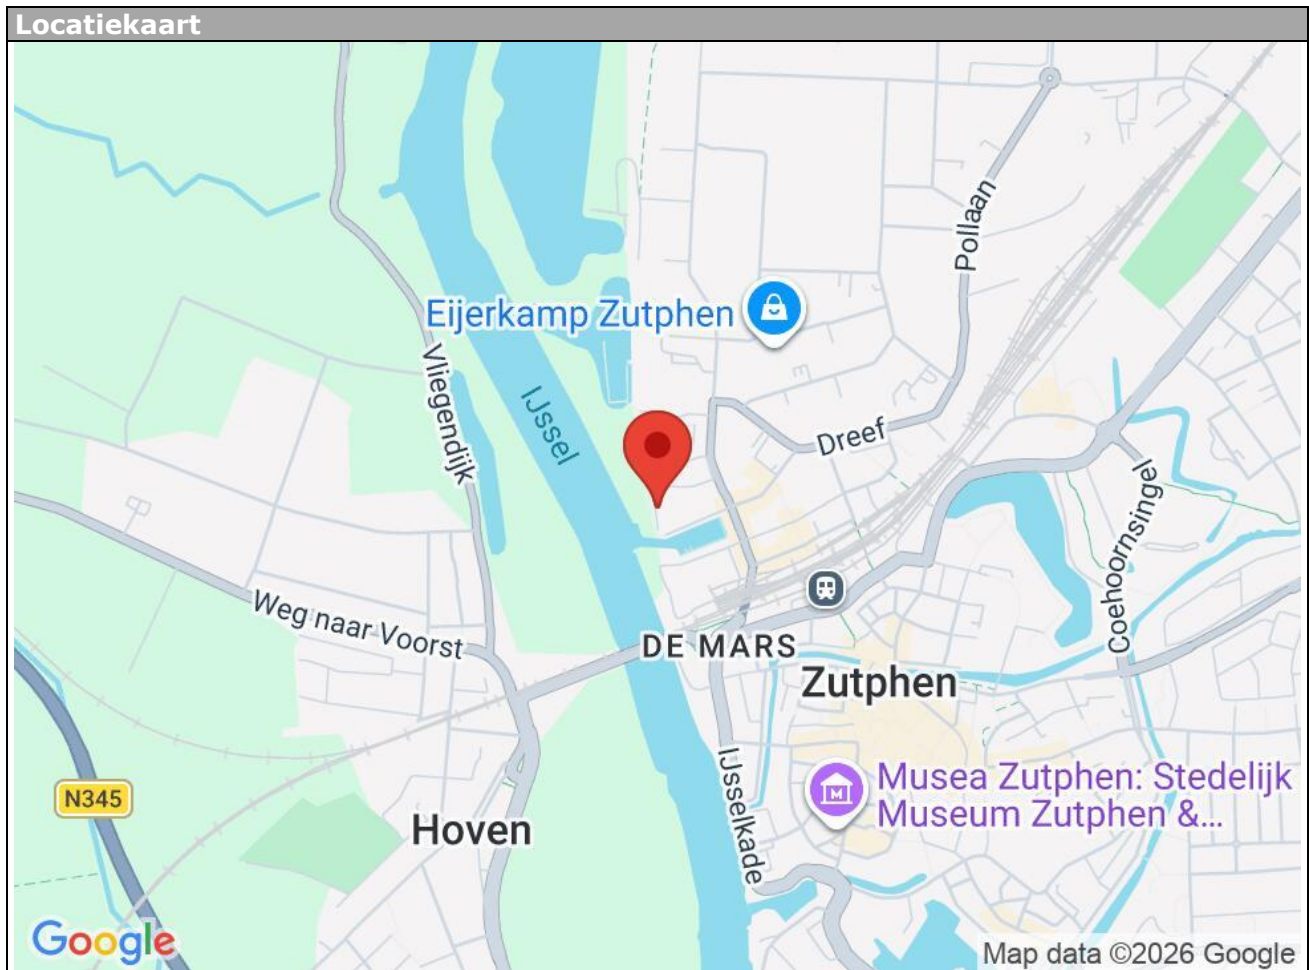 Locatiekaart
Pollaan
Eijerkamp Zutphen
Vliegendijk
IJssel
Dreef
Coehoornsingel
Weg naar Voorst
DE MARS
Zutphen
N345
IJsselkade
Musea Zutphen: Stedelijk
Museum Zutphen &...
Hoven
Google
Map data ©2026 Google